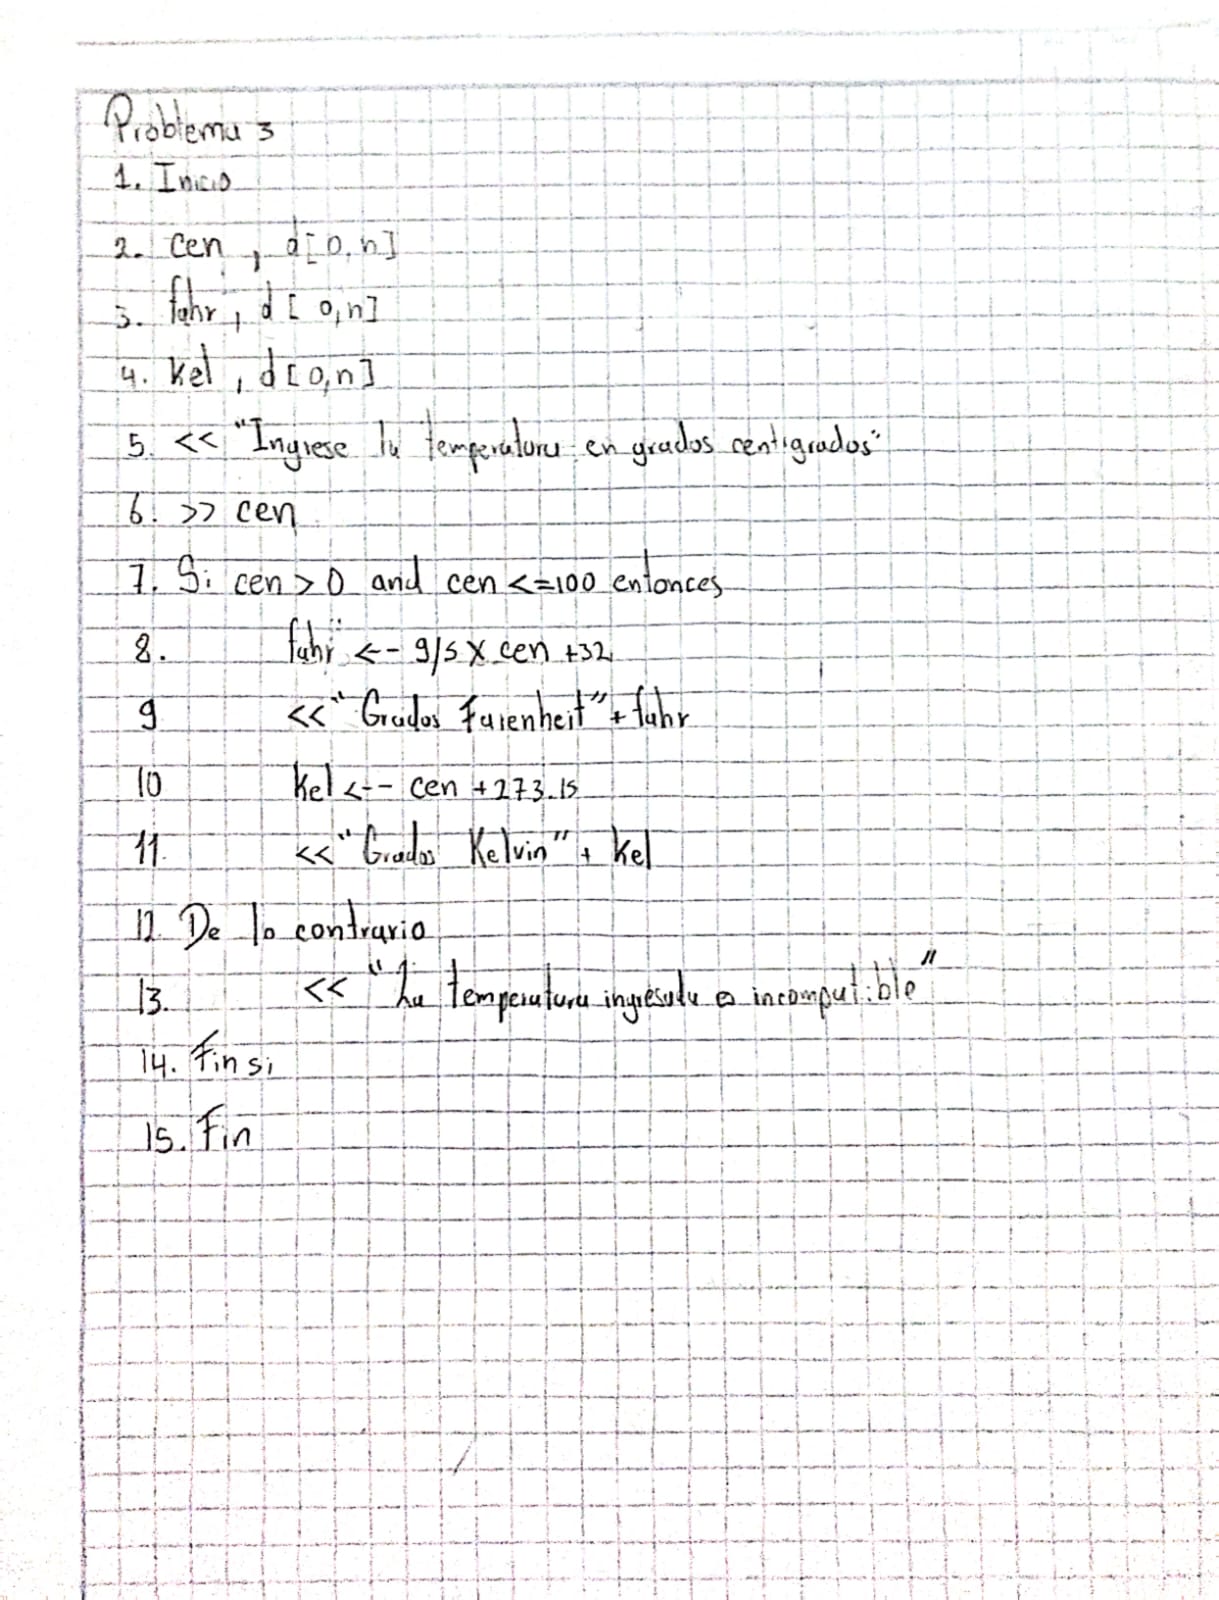 Problema 3
1. Inicio
2. cen , d[0,n]
3. fahr , d [ 0,n]
4. Kel , d[0,n]
5. << "Ingrese la temperatura en grados centigrados"
6. >> cen
7. Si cen > 0 and cen <=100 entonces
8. fahr <-- 9/5 X cen +32
9 << "Grados Farenheit" + fahr
10 Kel <-- cen +273.15
11. << "Grados Kelvin" + Kel
12. De lo contrario
13. << "La temperatura ingresada es incompatible"
14. Fin si
15. Fin